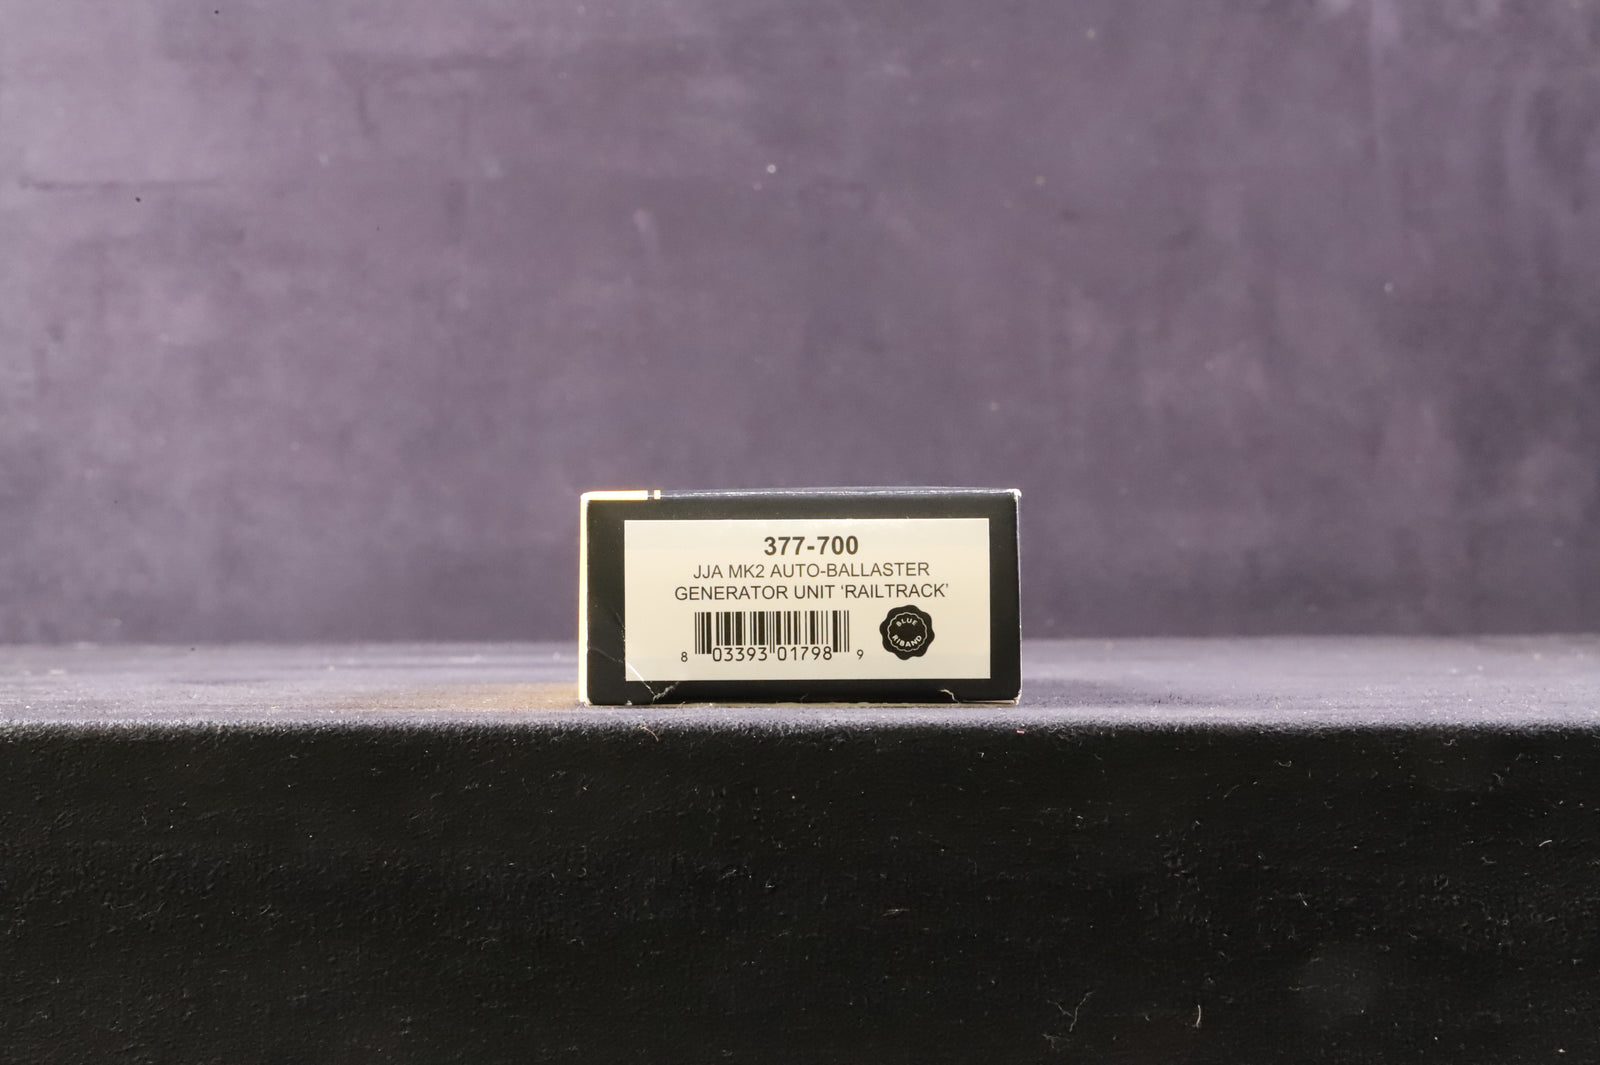 377-700
JJA MK2 AUTO-BALLASTER
GENERATOR UNIT ‘RAILTRACK’
BLUE
RIBAND
8 03393 01798 9